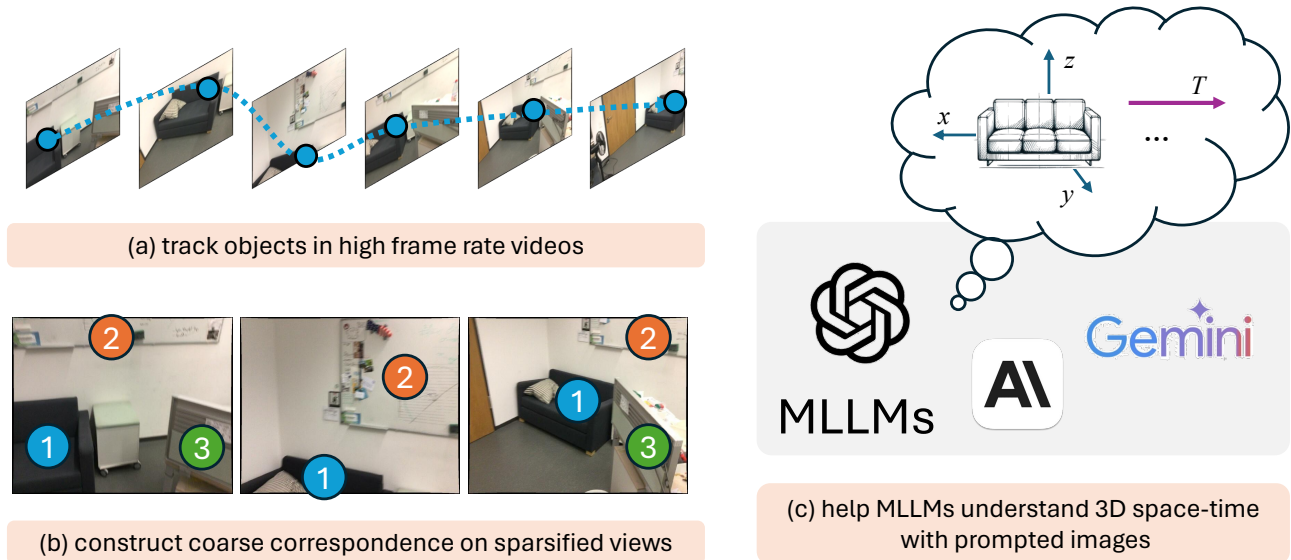 (a) track objects in high frame rate videos
2
1
3
2
1
2
1
3
(b) construct coarse correspondence on sparsified views
z
x
y
T
...
MLLMs
AI
Gemini
(c) help MLLMs understand 3D space-time
with prompted images